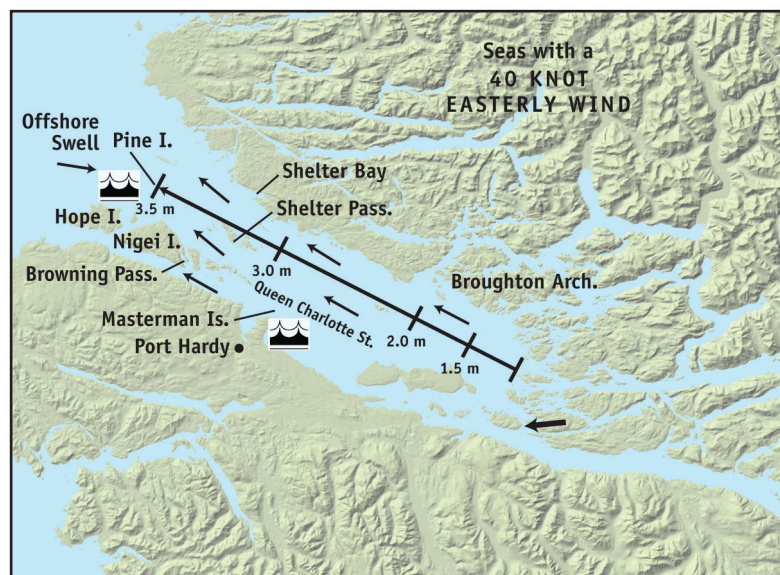 Seas with a
40 KNOT
EASTERLY WIND
Offshore
Swell
Pine I.
Shelter Bay
3.5 m
Shelter Pass.
Hope I.
Nigei I.
3.0 m
Browning Pass.
Broughton Arch.
Queen Charlotte St.
Masterman Is.
2.0 m
Port Hardy
1.5 m